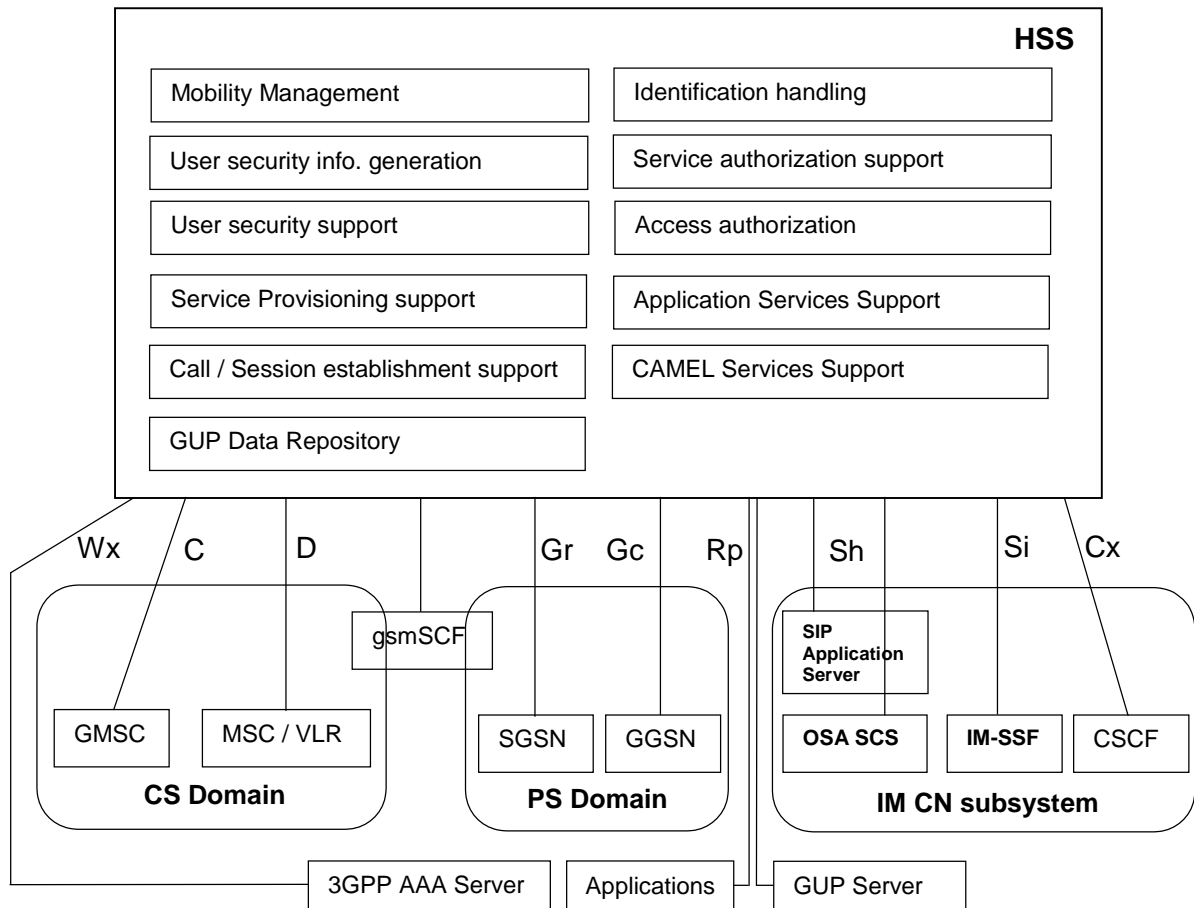 HSS
Mobility Management
Identification handling
User security info. generation
Service authorization support
User security support
Access authorization
Service Provisioning support
Application Services Support
Call / Session establishment support
CAMEL Services Support
GUP Data Repository
Wx
C
D
Gr
Gc
Rp
Sh
Si
Cx
gsmSCF
SIP
Application
Server
GMSC
MSC / VLR
SGSN
GGSN
OSA SCS
IM-SSF
CSCF
CS Domain
PS Domain
IM CN subsystem
3GPP AAA Server
Applications
GUP Server